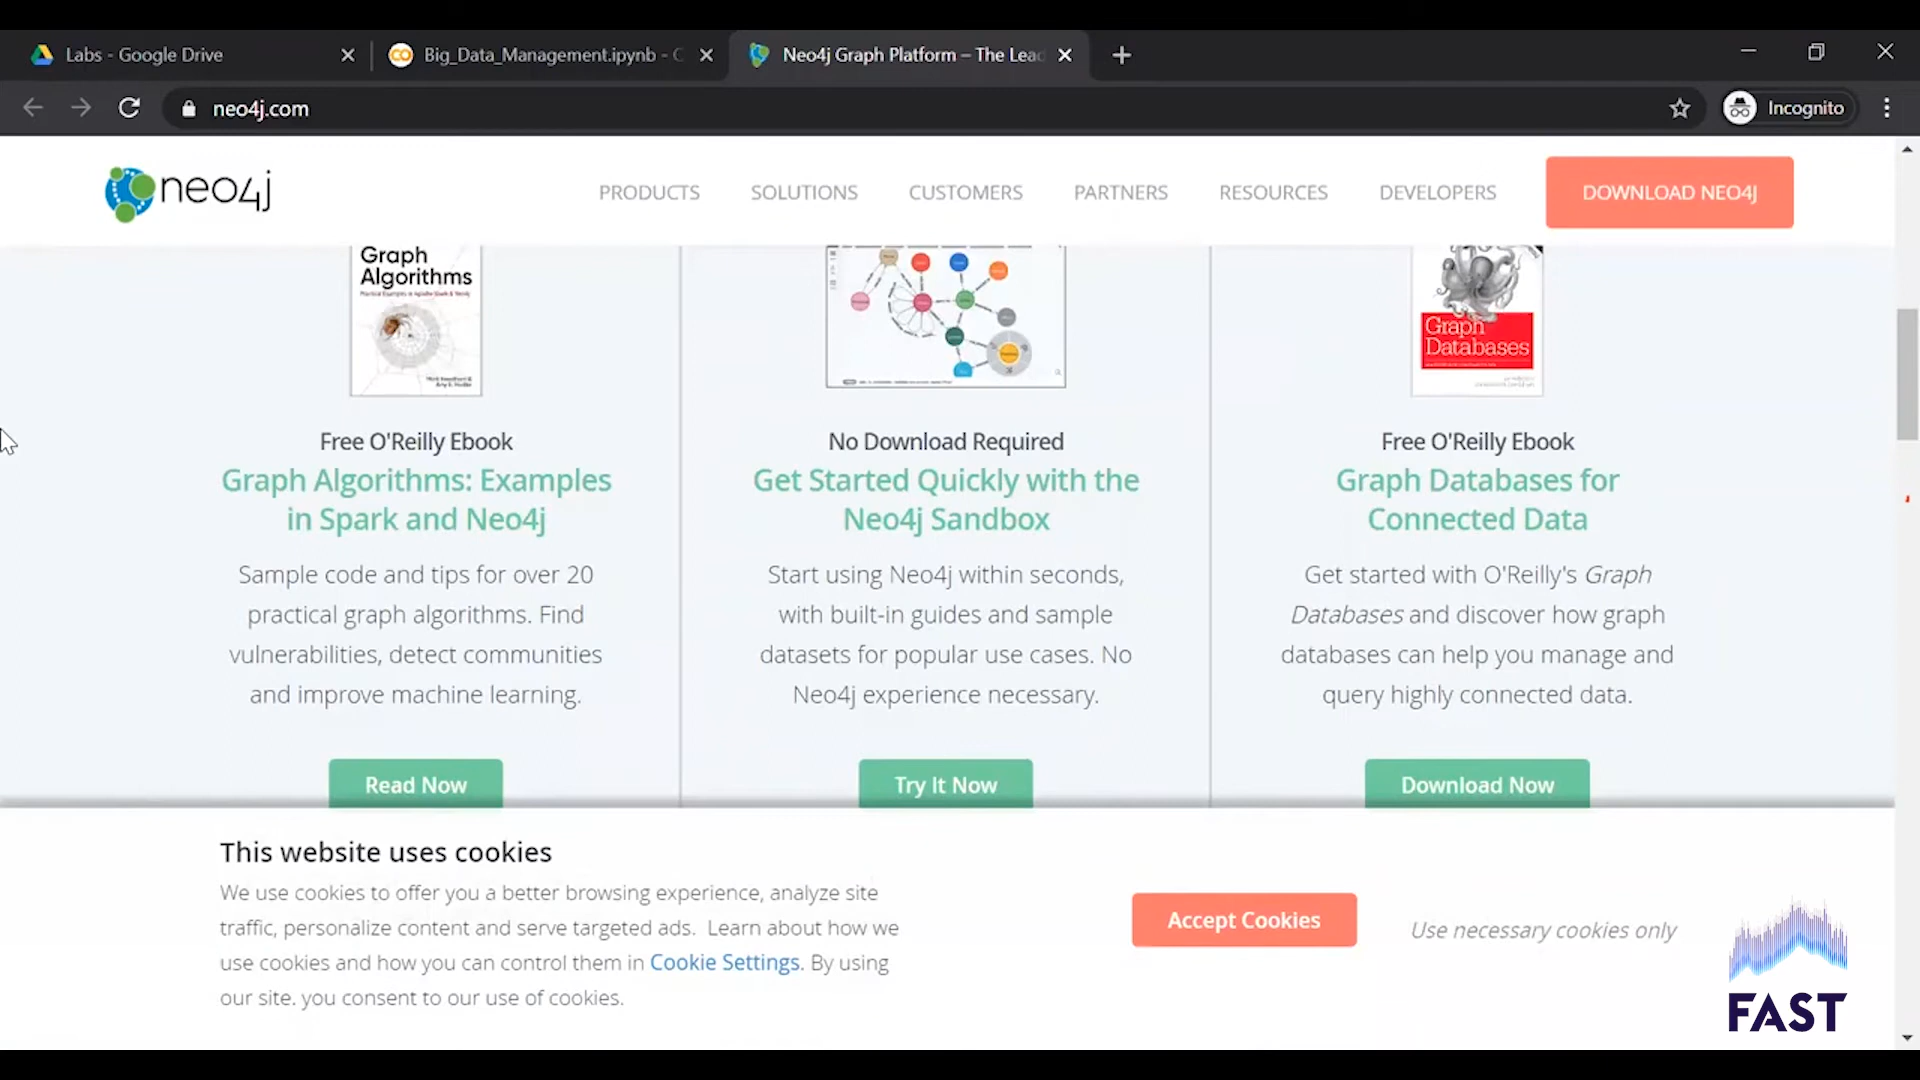 Labs - Google Drive
Big_Data_Management.ipynb - C
Neo4j Graph Platform – The Lead
neo4j.com
Incognito
neo4j
PRODUCTS
SOLUTIONS
CUSTOMERS
PARTNERS
RESOURCES
DEVELOPERS
DOWNLOAD NEO4J
Graph
Algorithms
Graph
Databases
Free O'Reilly Ebook
Graph Algorithms: Examples
in Spark and Neo4j
Sample code and tips for over 20
practical graph algorithms. Find
vulnerabilities, detect communities
and improve machine learning.
Read Now
No Download Required
Get Started Quickly with the
Neo4j Sandbox
Start using Neo4j within seconds,
with built-in guides and sample
datasets for popular use cases. No
Neo4j experience necessary.
Try It Now
Free O'Reilly Ebook
Graph Databases for
Connected Data
Get started with O'Reilly's Graph
Databases and discover how graph
databases can help you manage and
query highly connected data.
Download Now
This website uses cookies
We use cookies to offer you a better browsing experience, analyze site
traffic, personalize content and serve targeted ads. Learn about how we
use cookies and how you can control them in Cookie Settings. By using
our site, you consent to our use of cookies.
Accept Cookies
Use necessary cookies only
FAST